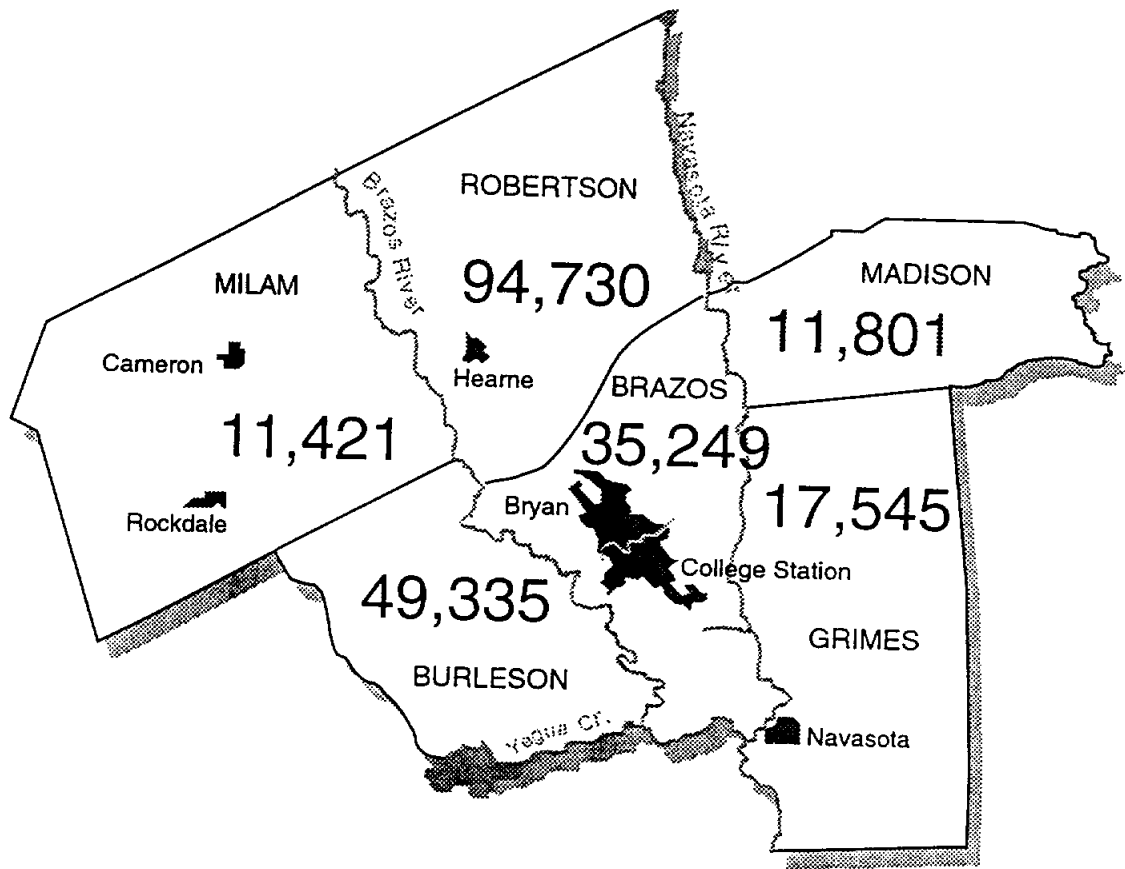 ROBERTSON
94,730
Brazos River
Navasota River
MILAM
MADISON
11,801
Cameron
Hearne
BRAZOS
35,249
11,421
Bryan
17,545
Rockdale
College Station
49,335
GRIMES
BURLESON
Yegua Cr.
Navasota